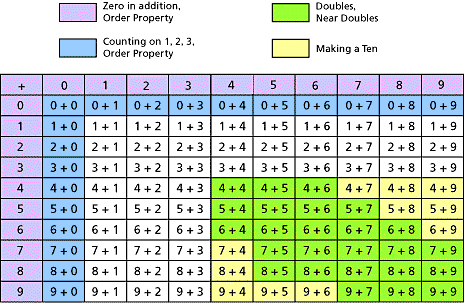 Zero in addition,
Order Property
Doubles,
Near Doubles
Counting on 1, 2, 3,
Order Property
Making a Ten
+ 0 1 2 3 4 5 6 7 8 9
0 0 + 0 0 + 1 0 + 2 0 + 3 0 + 4 0 + 5 0 + 6 0 + 7 0 + 8 0 + 9
1 1 + 0 1 + 1 1 + 2 1 + 3 1 + 4 1 + 5 1 + 6 1 + 7 1 + 8 1 + 9
2 2 + 0 2 + 1 2 + 2 2 + 3 2 + 4 2 + 5 2 + 6 2 + 7 2 + 8 2 + 9
3 3 + 0 3 + 1 3 + 2 3 + 3 3 + 4 3 + 5 3 + 6 3 + 7 3 + 8 3 + 9
4 4 + 0 4 + 1 4 + 2 4 + 3 4 + 4 4 + 5 4 + 6 4 + 7 4 + 8 4 + 9
5 5 + 0 5 + 1 5 + 2 5 + 3 5 + 4 5 + 5 5 + 6 5 + 7 5 + 8 5 + 9
6 6 + 0 6 + 1 6 + 2 6 + 3 6 + 4 6 + 5 6 + 6 6 + 7 6 + 8 6 + 9
7 7 + 0 7 + 1 7 + 2 7 + 3 7 + 4 7 + 5 7 + 6 7 + 7 7 + 8 7 + 9
8 8 + 0 8 + 1 8 + 2 8 + 3 8 + 4 8 + 5 8 + 6 8 + 7 8 + 8 8 + 9
9 9 + 0 9 + 1 9 + 2 9 + 3 9 + 4 9 + 5 9 + 6 9 + 7 9 + 8 9 + 9